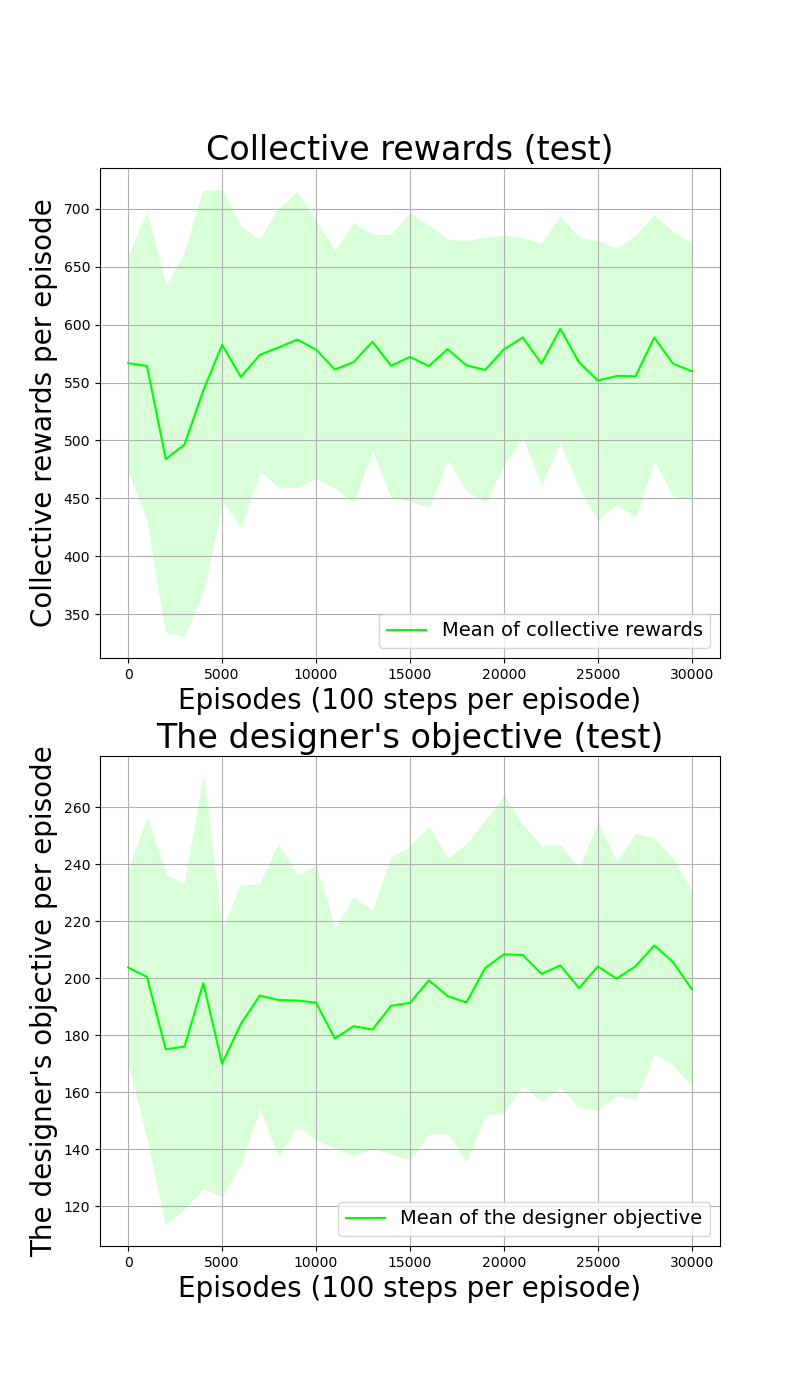 Collective rewards (test)
Collective rewards per episode
700
650
600
550
500
450
400
350
Mean of collective rewards
0 5000 10000 15000 20000 25000 30000
Episodes (100 steps per episode)
The designer's objective (test)
The designer's objective per episode
260
240
220
200
180
160
140
120
Mean of the designer objective
0 5000 10000 15000 20000 25000 30000
Episodes (100 steps per episode)